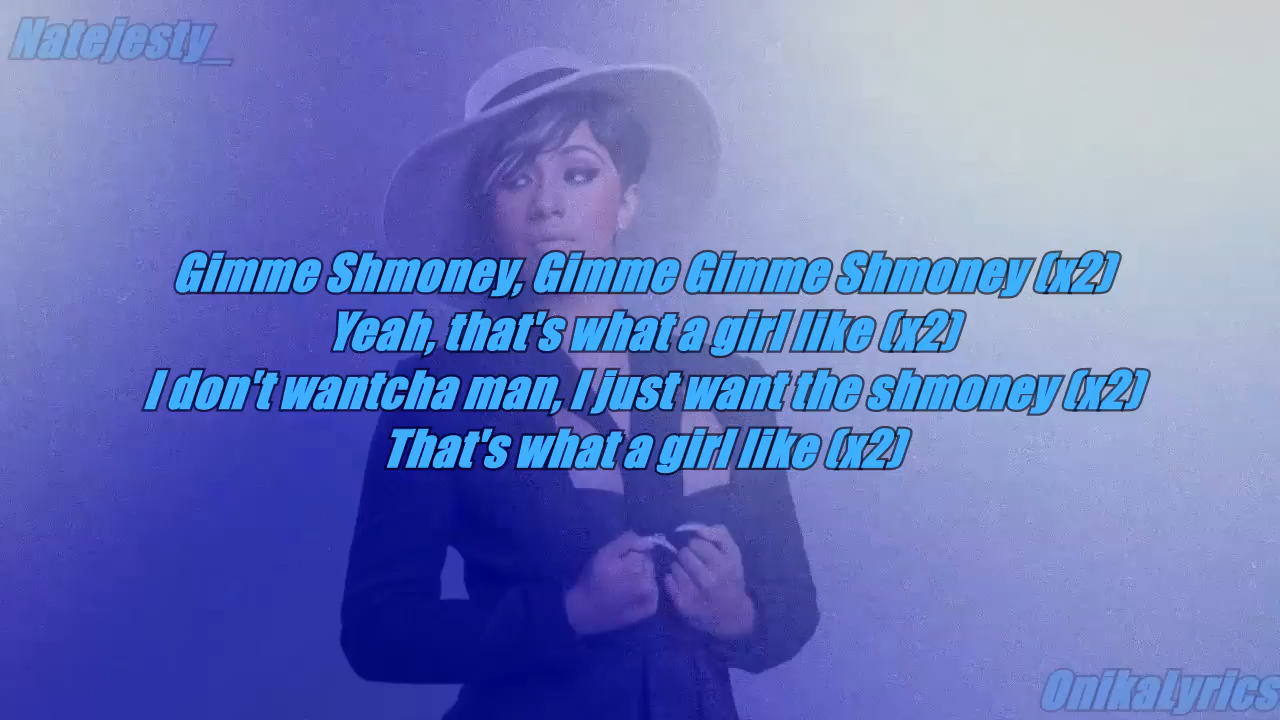 Natejesty_
Gimme Shmoney, Gimme Gimme Shmoney (x2)
Yeah, that's what a girl like (x2)
I don't wantcha man, I just want the shmoney (x2)
That's what a girl like (x2)
OnikaLyrics